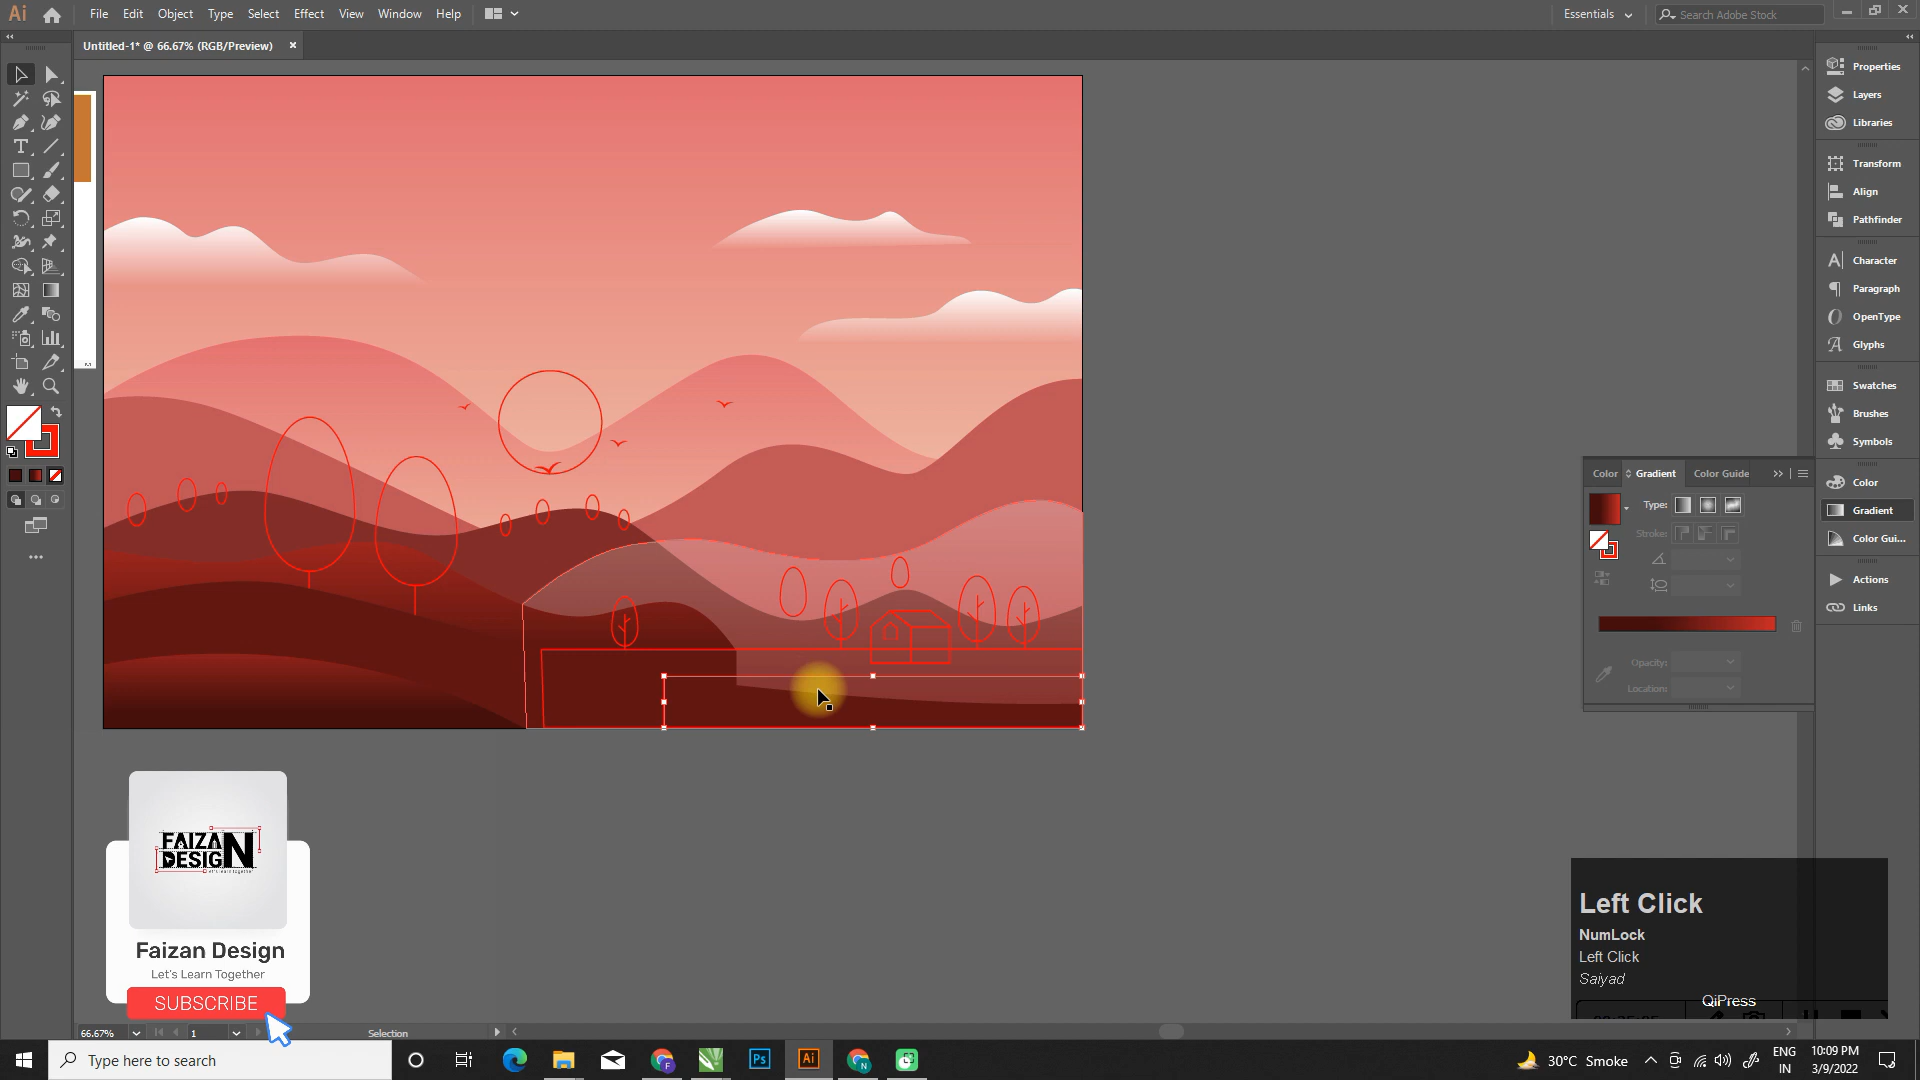 Ai File Edit Object Type Select Effect View Window Help Essentials Search Adobe Stock
Untitled-1* @ 66.67% (RGB/Preview) ×
Properties
Layers
Libraries
Transform
Align
Pathfinder
Character
Paragraph
OpenType
Glyphs
Swatches
Brushes
Symbols
Color
Gradient
Color Gui...
Actions
Links
Color Gradient Color Guide
Type:
Stroke:
Opacity:
Location:
FAIZAN
DESIGN
Faizan Design
Let's Learn Together
SUBSCRIBE
Left Click
NumLock
Left Click
Saiyad
QiPress
66.67% 1 Selection
Type here to search
Ps Ai
30°C Smoke
ENG
IN
10:09 PM
3/9/2022